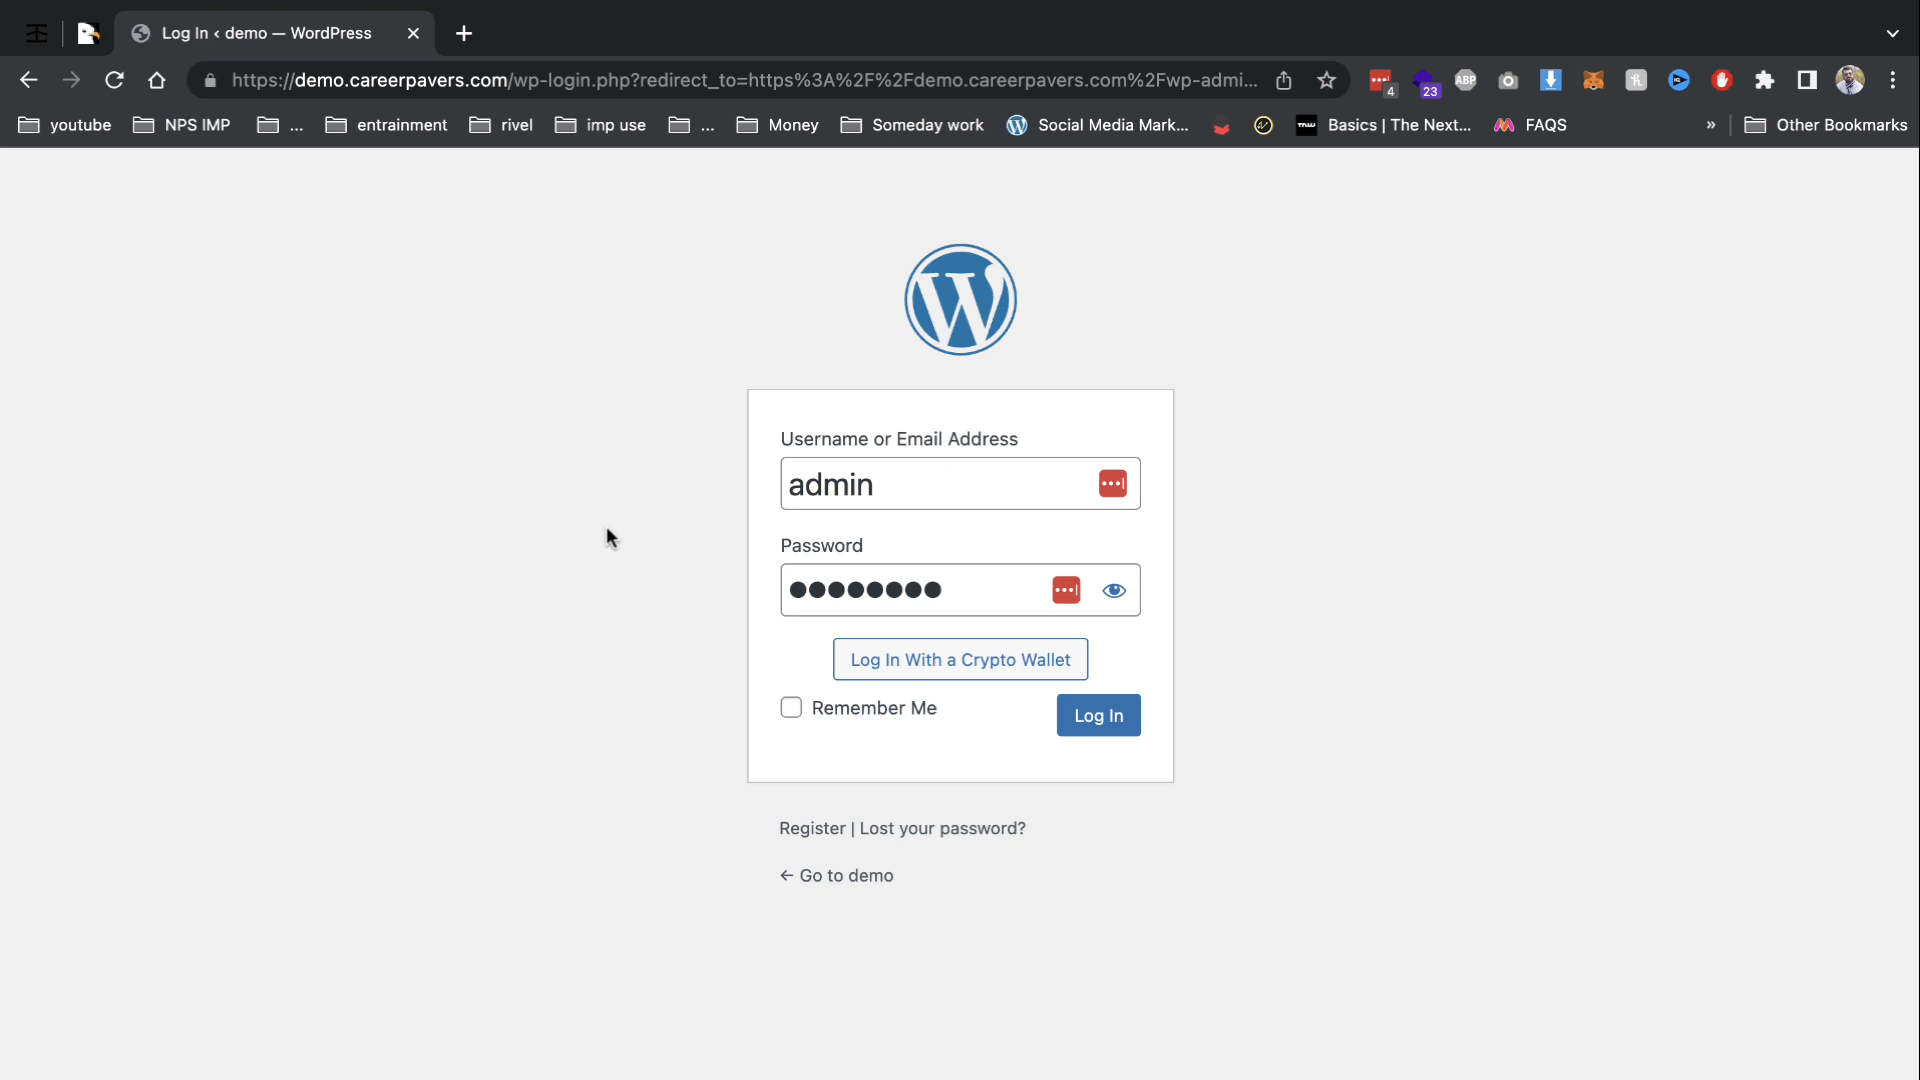 Log In ‹ demo — WordPress
https://demo.careerpavers.com/wp-login.php?redirect_to=https%3A%2F%2Fdemo.careerpavers.com%2Fwp-admi...
4
23
ABP
youtube
NPS IMP
...
entrainment
rivel
imp use
...
Money
Someday work
Social Media Mark...
Basics | The Next...
FAQS
»
Other Bookmarks
Username or Email Address
admin
Password
Log In With a Crypto Wallet
Remember Me
Log In
Register | Lost your password?
← Go to demo